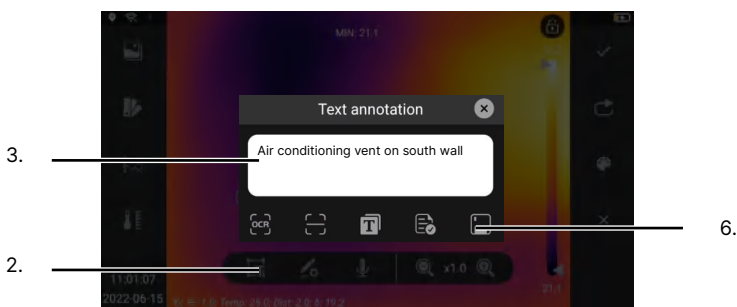 MIN: 21.1
Text annotation
3.
Air conditioning vent on south wall
OCR
T
6.
2.
x1.0
11:01:07
21.1
2022-06-15